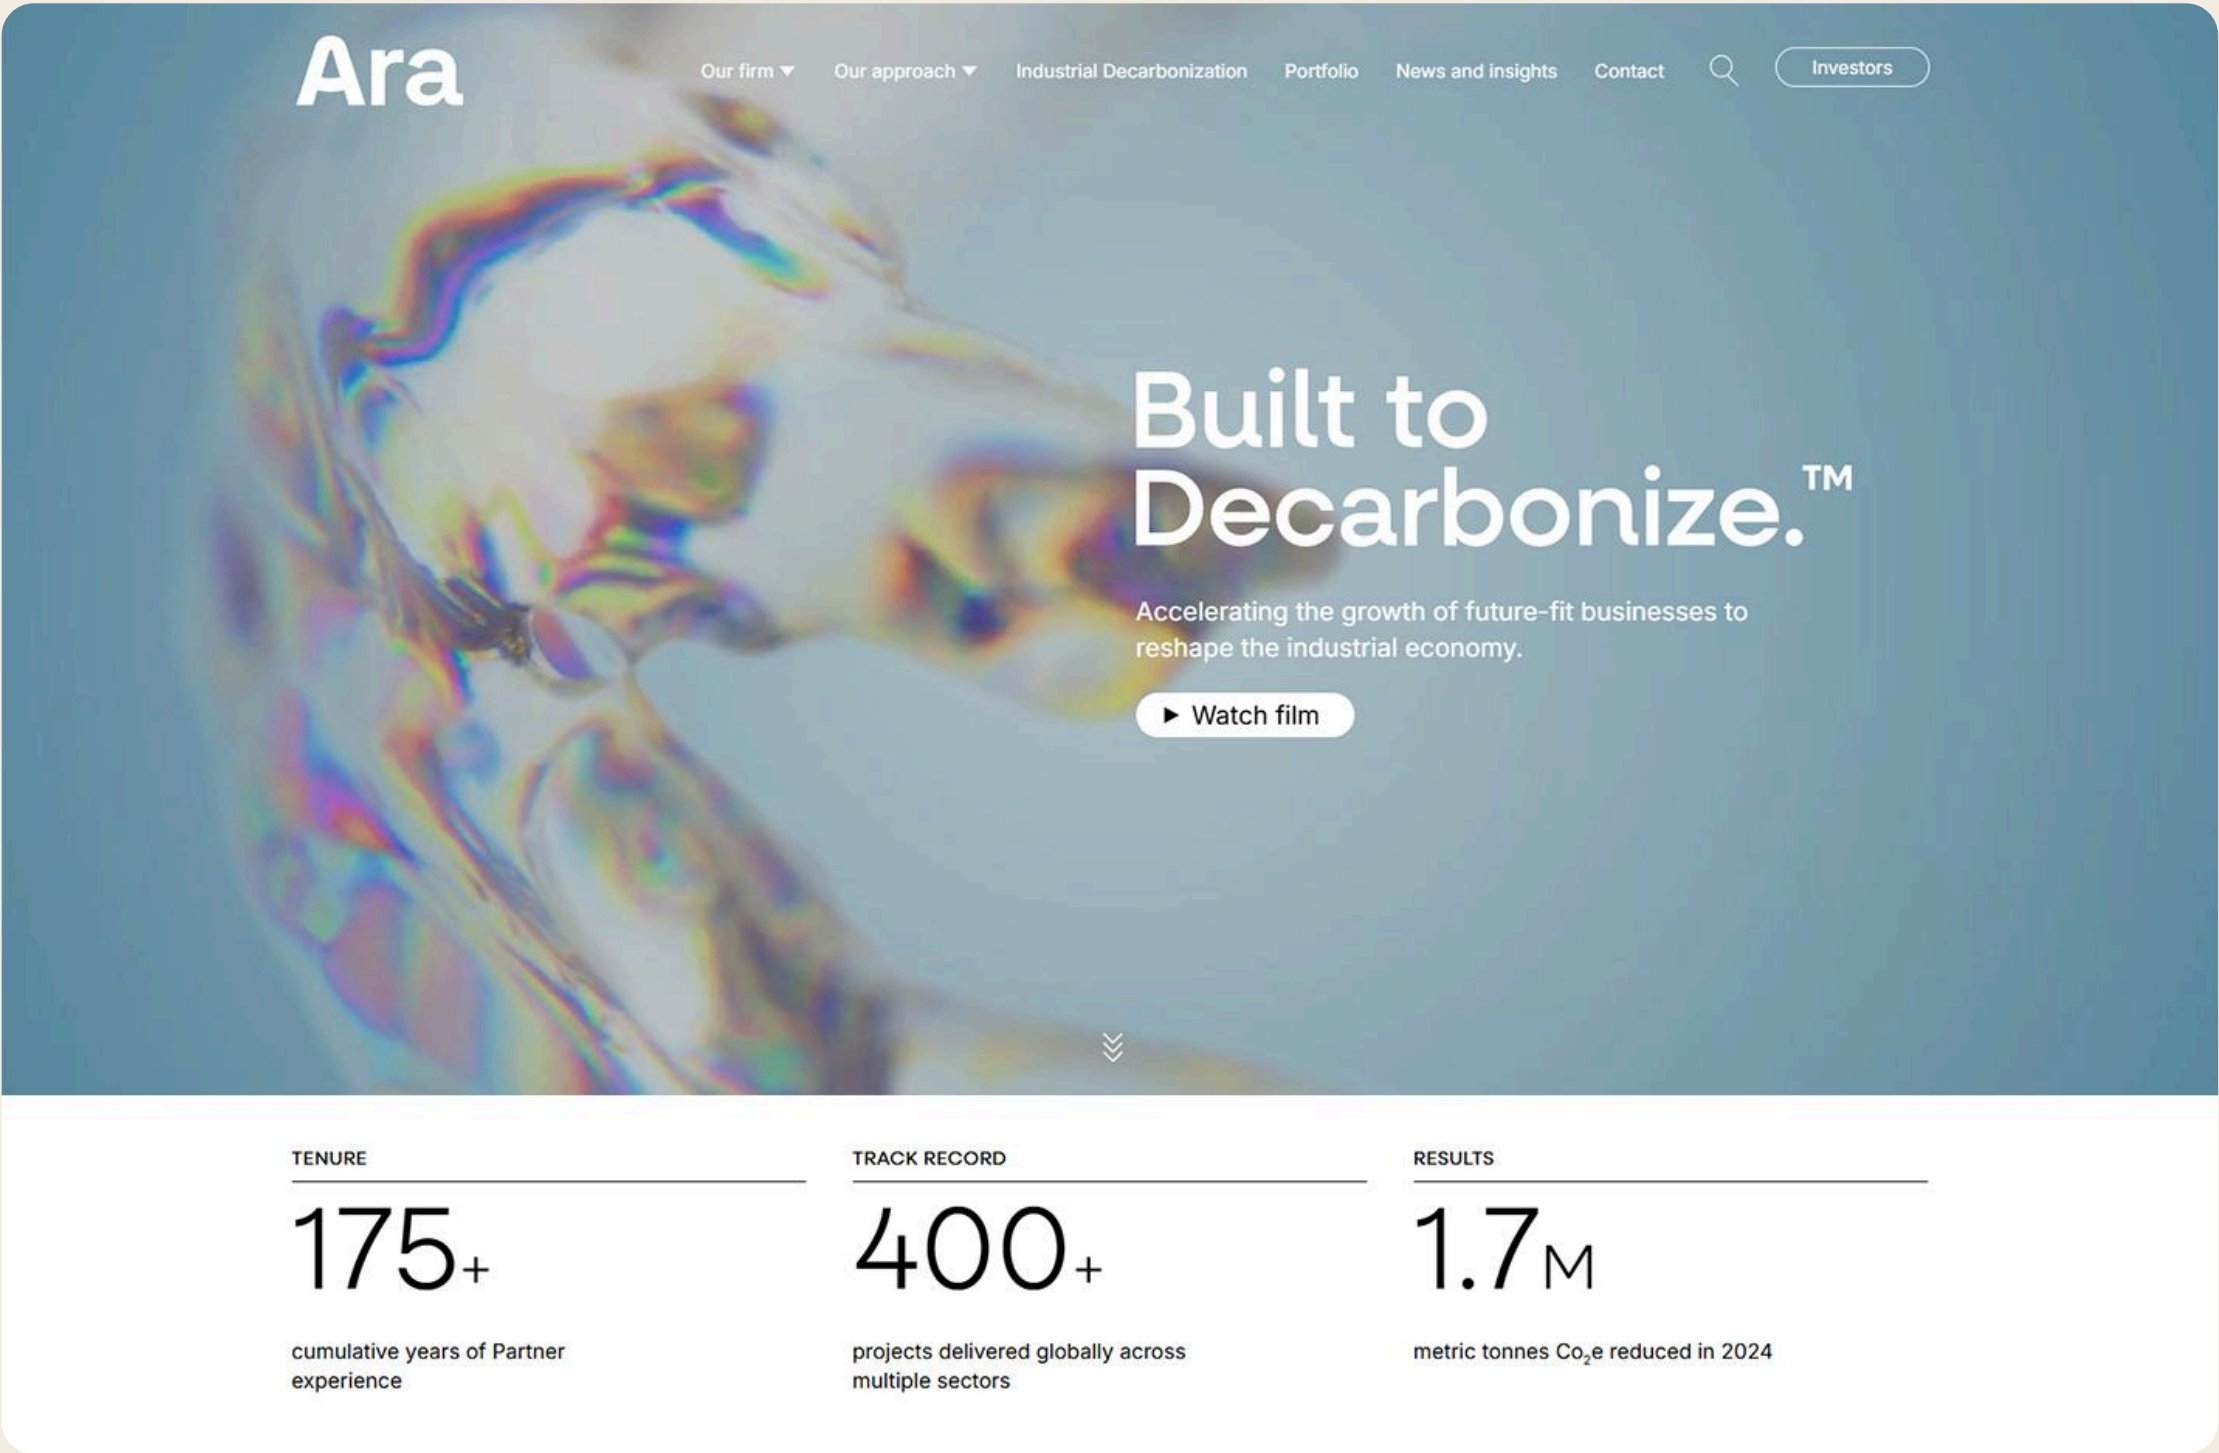 Ara
Our firm
Our approach
Industrial Decarbonization
Portfolio
News and insights
Contact
Investors
Built to
Decarbonize.™
Accelerating the growth of future-fit businesses to
reshape the industrial economy.
Watch film
TENURE
175+
cumulative years of Partner
experience
TRACK RECORD
400+
projects delivered globally across
multiple sectors
RESULTS
1.7M
metric tonnes Co₂e reduced in 2024